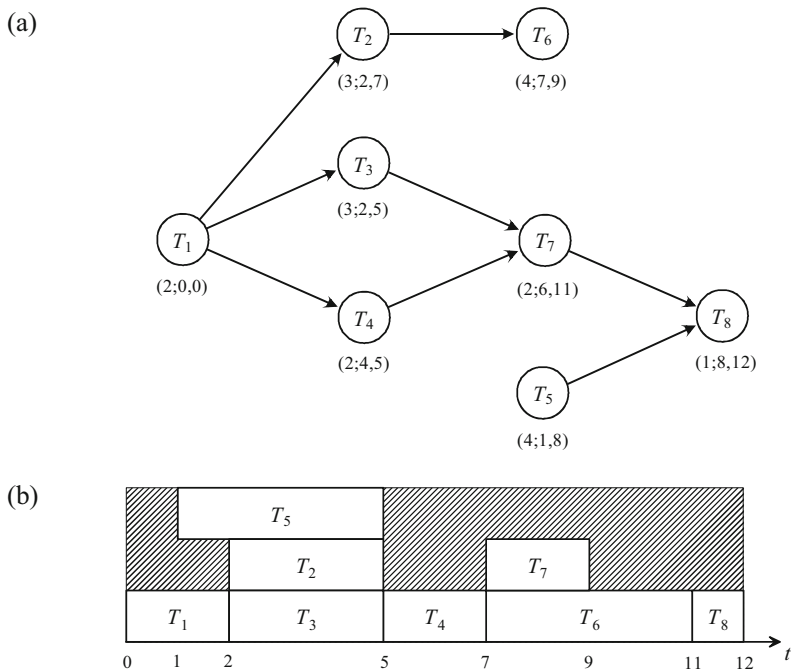 (a)
T₂
T₆
(3;2,7)
(4;7,9)
T₃
(3;2,5)
T₁
T₇
(2;0,0)
(2;6,11)
T₄
T₈
(2;4,5)
(1;8,12)
T₅
(4;1,8)
(b)
T₅
T₂
T₇
T₁
T₃
T₄
T₆
T₈
0 1 2 5 7 9 11 12 t